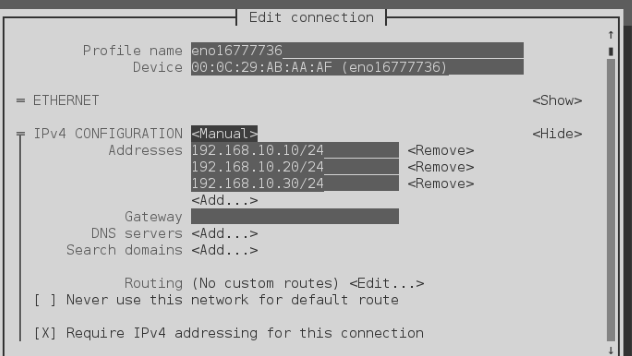 Edit connection
Profile name eno16777736
Device 00:0C:29:AB:AA:AF (eno16777736)
= ETHERNET <Show>
= IPv4 CONFIGURATION <Manual> <Hide>
Addresses 192.168.10.10/24 <Remove>
192.168.10.20/24 <Remove>
192.168.10.30/24 <Remove>
<Add...>
Gateway
DNS servers <Add...>
Search domains <Add...>
Routing (No custom routes) <Edit...>
[ ] Never use this network for default route
[X] Require IPv4 addressing for this connection